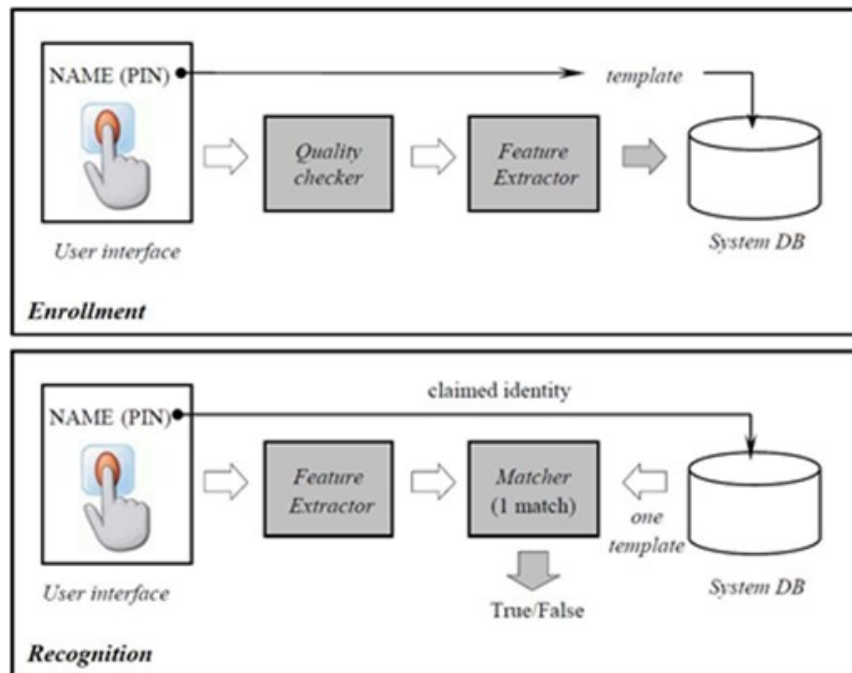 NAME (PIN)
template
Quality
checker
Feature
Extractor
User interface
System DB
Enrollment
claimed identity
NAME (PIN)
Feature
Extractor
Matcher
(1 match)
one
template
User interface
True/False
System DB
Recognition